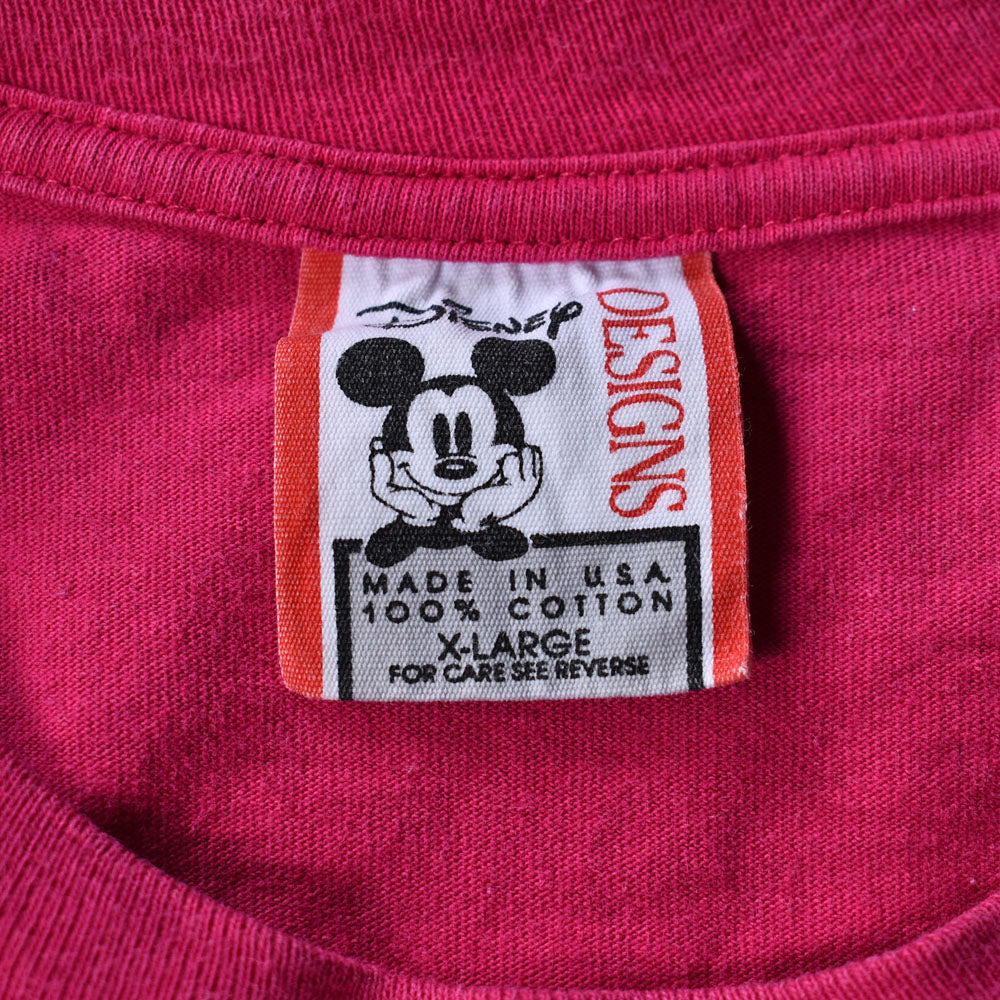 Disney
DESIGNS
MADE IN U.S.A.
100% COTTON
X-LARGE
FOR CARE SEE REVERSE